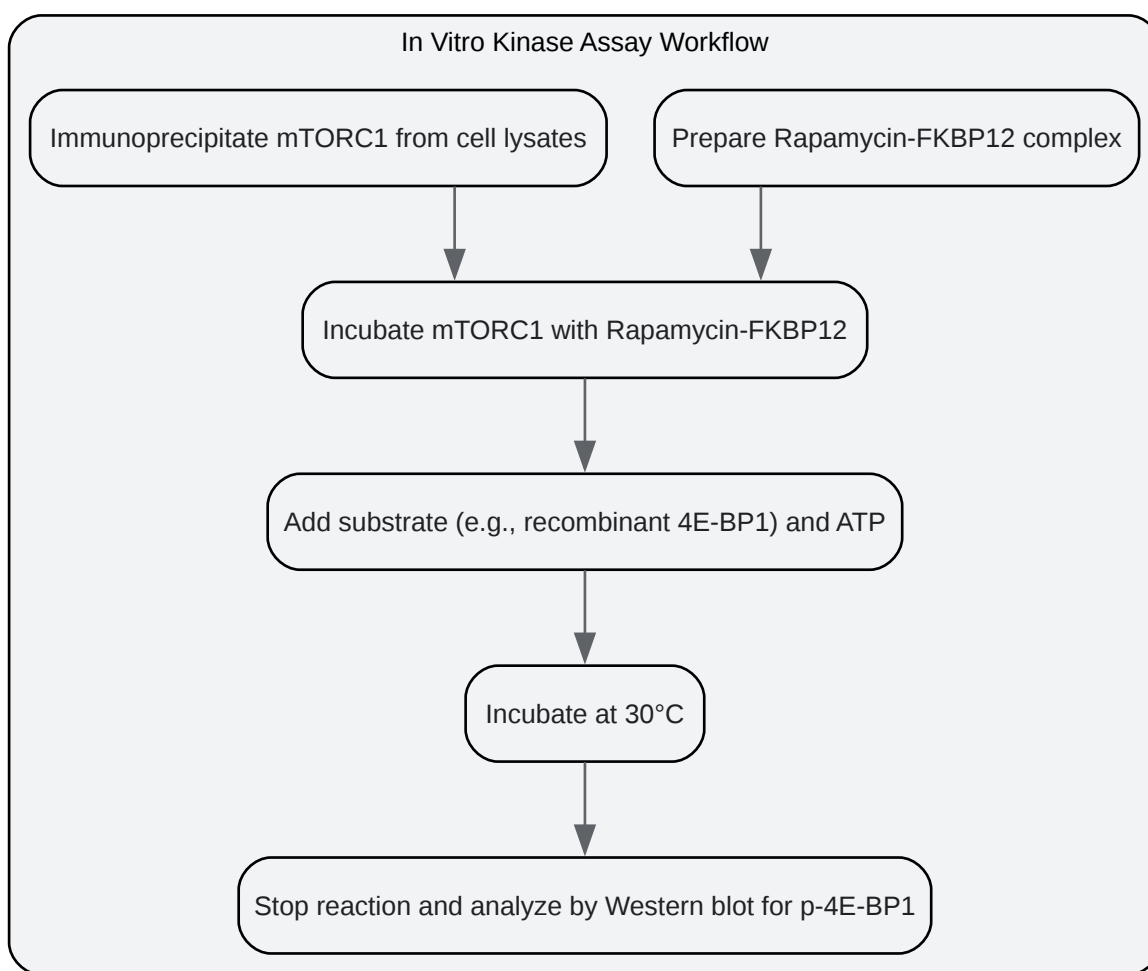 In Vitro Kinase Assay Workflow
Immunoprecipitate mTORC1 from cell lysates
Prepare Rapamycin-FKBP12 complex
Incubate mTORC1 with Rapamycin-FKBP12
Add substrate (e.g., recombinant 4E-BP1) and ATP
Incubate at 30°C
Stop reaction and analyze by Western blot for p-4E-BP1